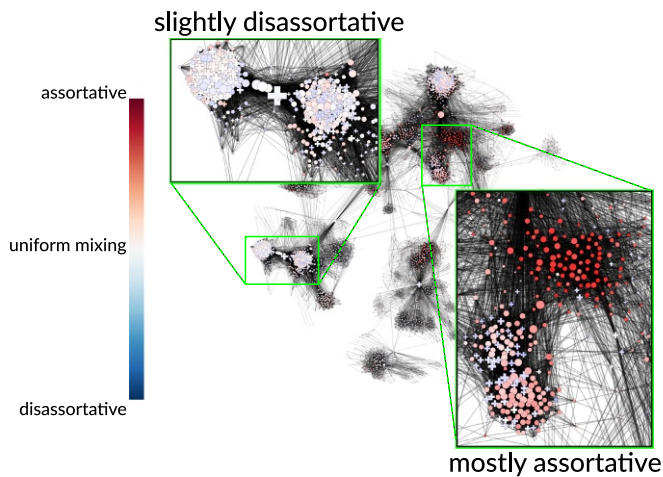 slightly disassortative
assortative
uniform mixing
disassortative
mostly assortative